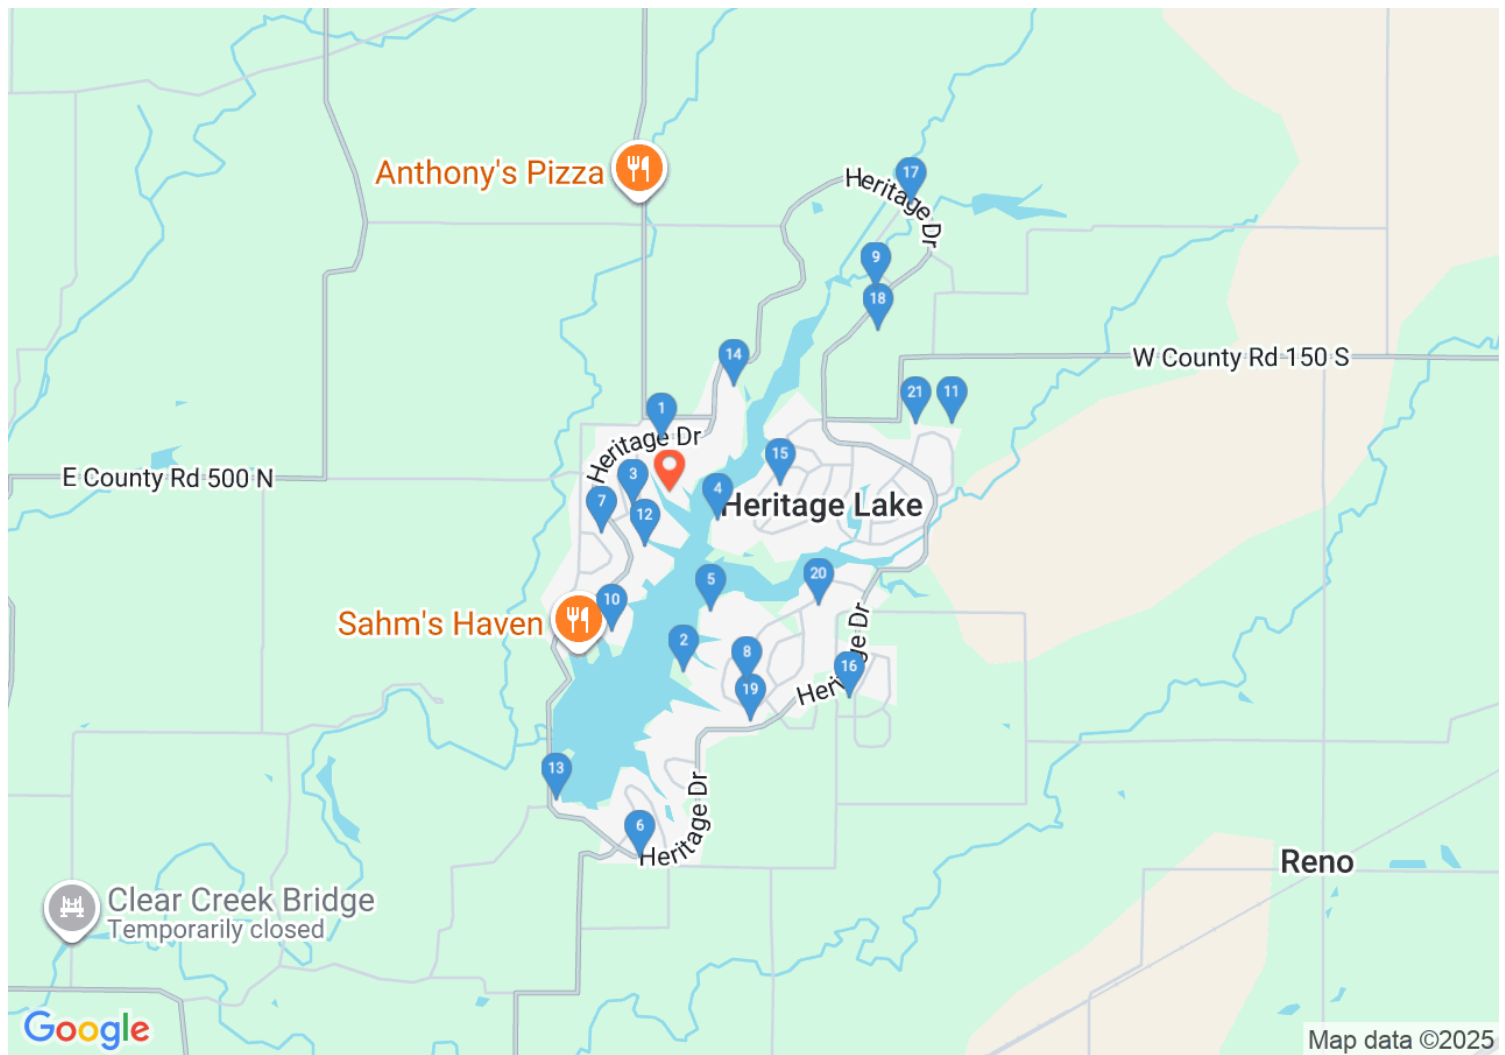 17
Heritage Dr
Anthony's Pizza
9
18
14
W County Rd 150 S
21
11
1
Heritage Dr
15
3
E County Rd 500 N
4
7
Heritage Lake
12
20
5
10
Sahm's Haven
Heritage Dr
2
8
16
19
Heri
13
Heritage Dr
6
Reno
Clear Creek Bridge
Temporarily closed
Google
Map data ©2025